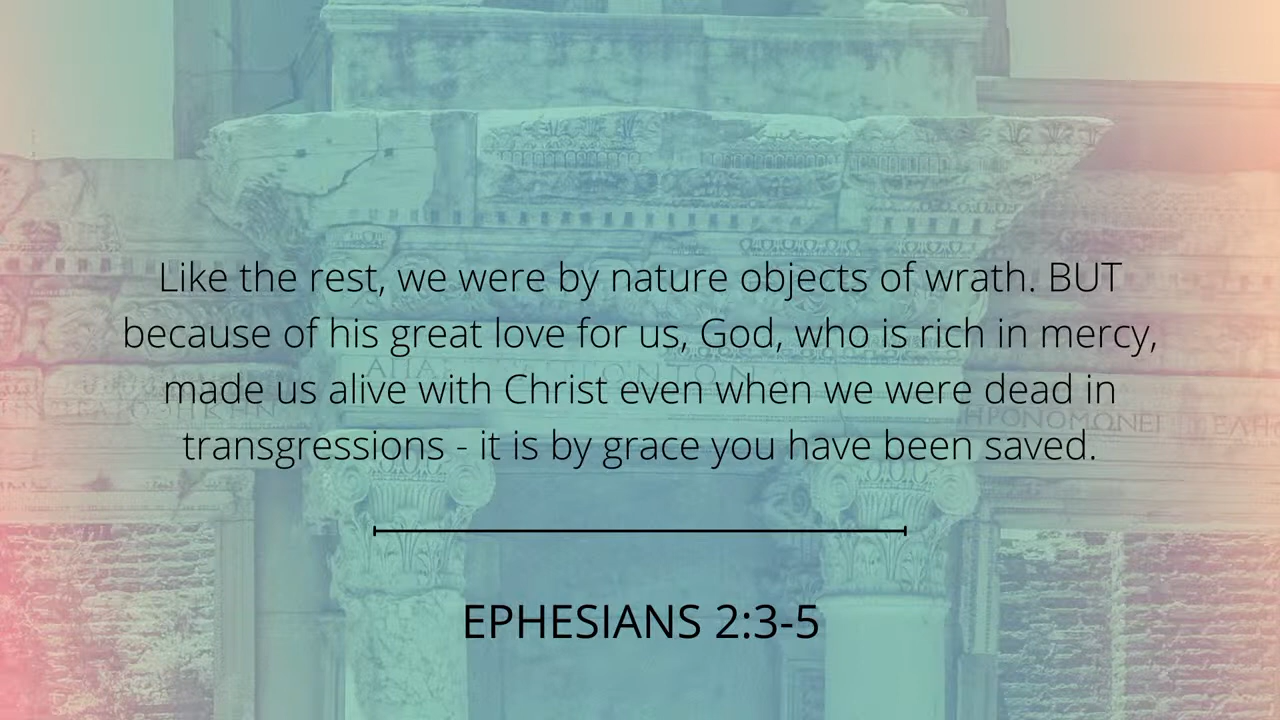 Like the rest, we were by nature objects of wrath. BUT
because of his great love for us, God, who is rich in mercy,
made us alive with Christ even when we were dead in
transgressions - it is by grace you have been saved.
EPHESIANS 2:3-5